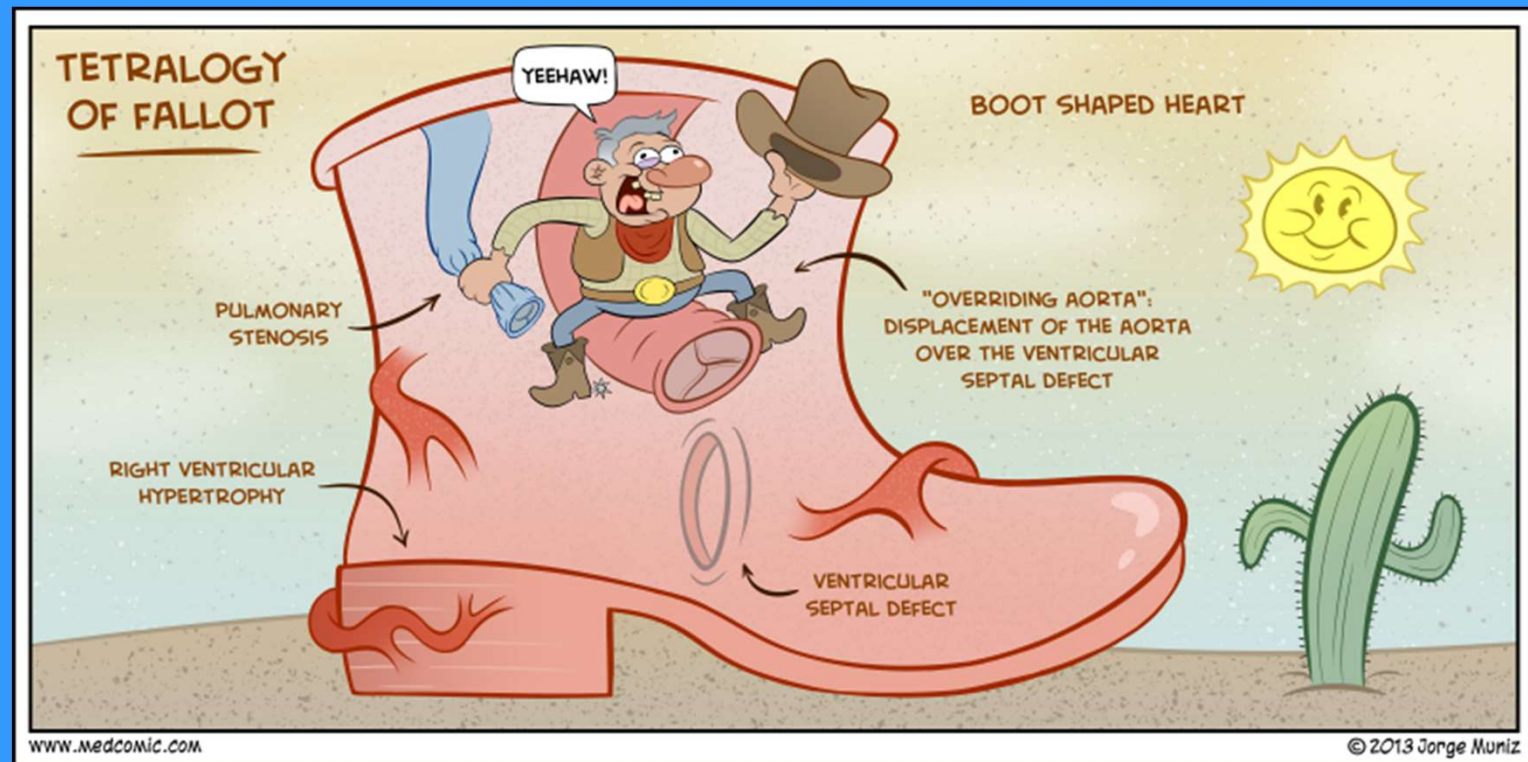 TETRALOGY
OF FALLOT
YEEHAW!
BOOT SHAPED HEART
PULMONARY
STENOSIS
"OVERRIDING AORTA":
DISPLACEMENT OF THE AORTA
OVER THE VENTRICULAR
SEPTAL DEFECT
RIGHT VENTRICULAR
HYPERTROPHY
VENTRICULAR
SEPTAL DEFECT
www.medcomic.com
© 2013 Jorge Muniz